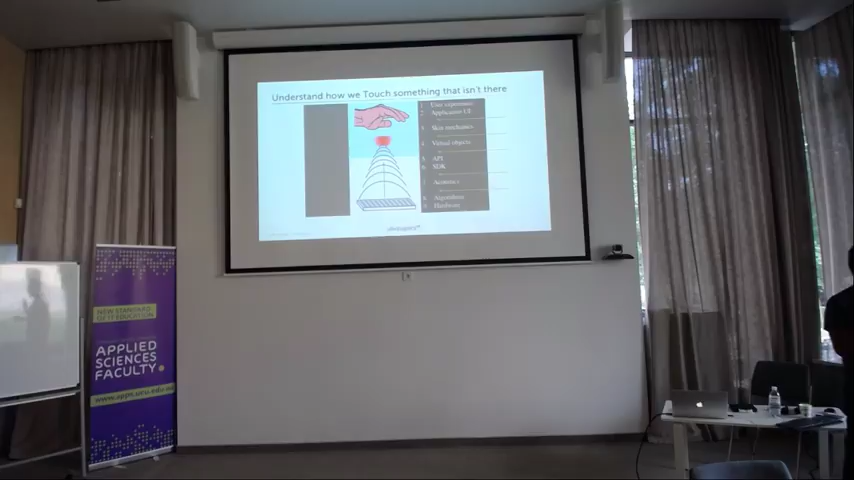 Understand how we Touch something that isn't there
1. User experience
2. Application UI
3. Skin mechanics
4. Virtual objects
5. API
6. SDK
7. Acoustics
8. Algorithms
9. Hardware
NEW STANDARD
OF IT EDUCATION
APPLIED
SCIENCES
FACULTY